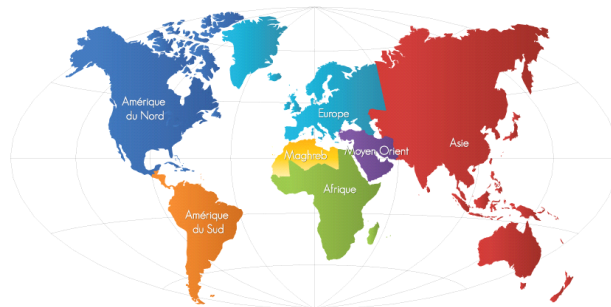 Amérique
du Nord
Europe
Maghreb
Moyen Orient
Asie
Afrique
Amérique
du Sud